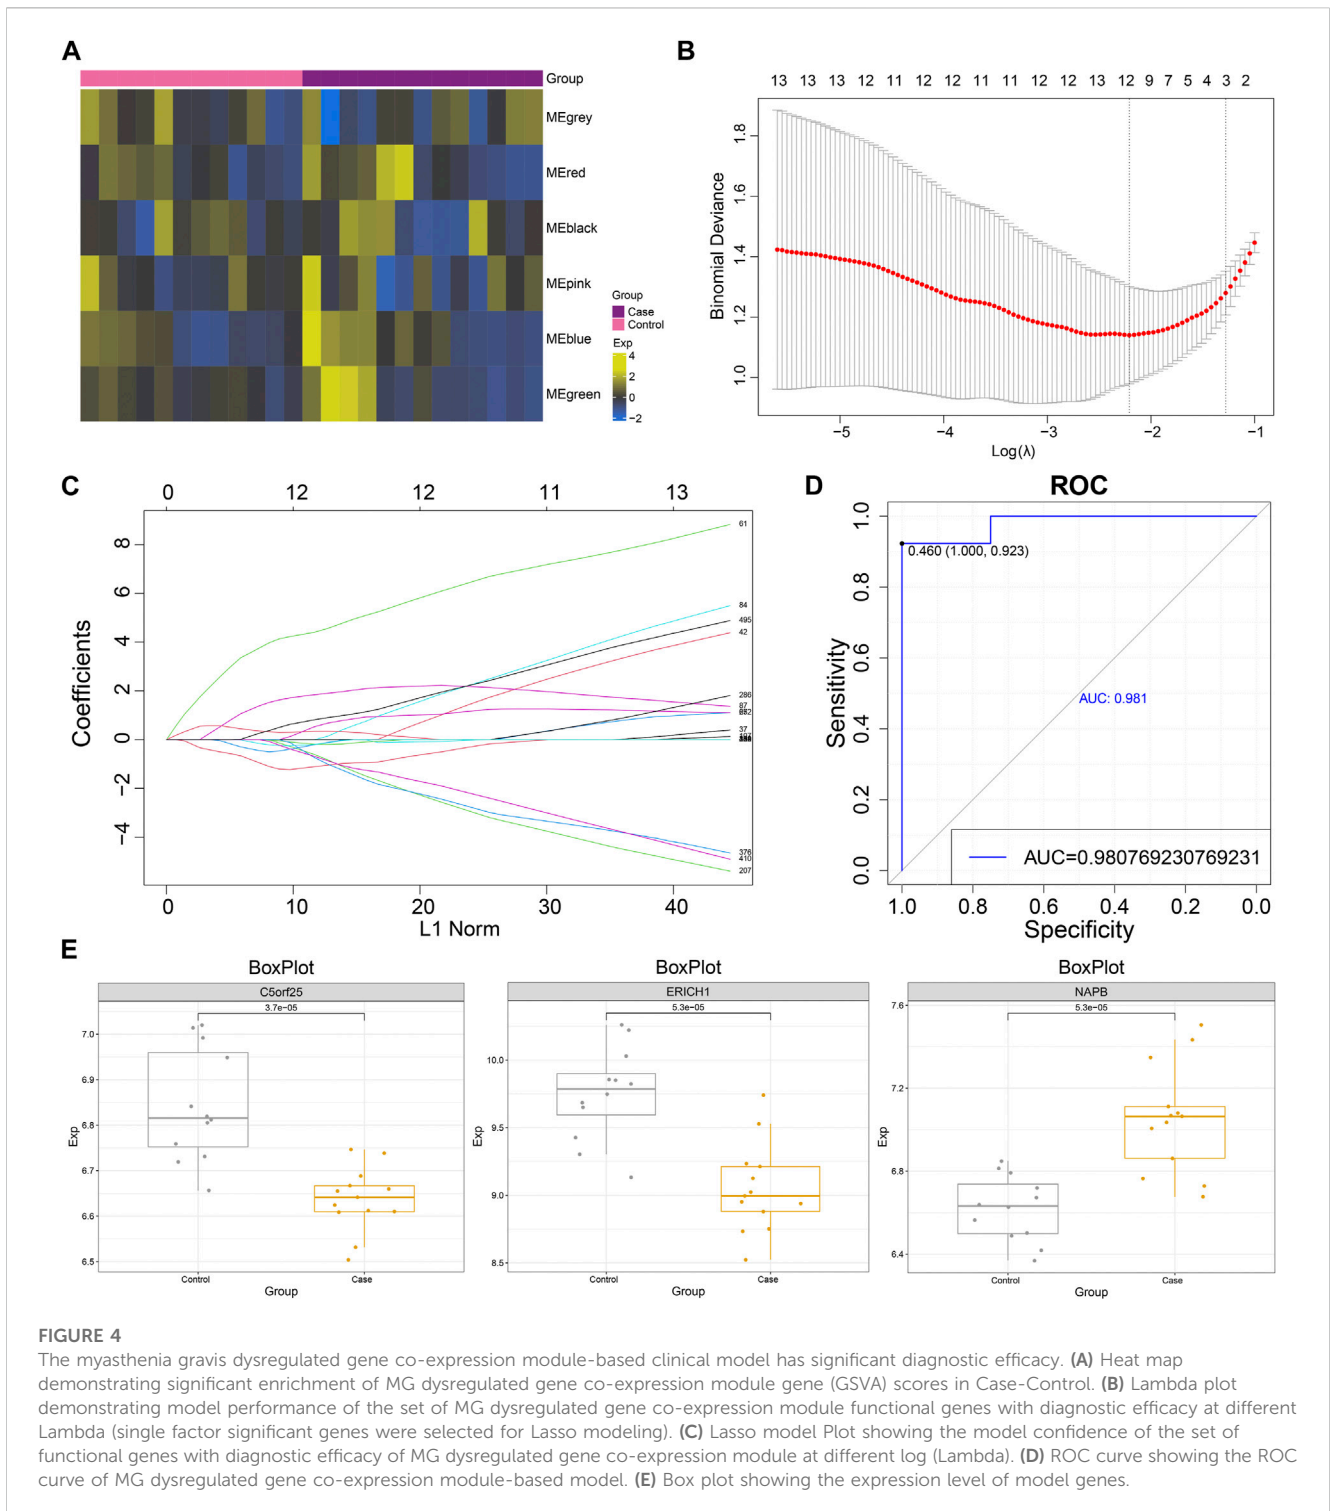 A
Group
MEgrey
MEred
MEblack
MEpink
MEblue
MEgreen
Group
Case
Control
Exp
4
2
0
−2
B
13 13 13 12 11 12 12 11 11 12 12 13 12 9 7 5 4 3 2
Binomial Deviance
1.8
1.6
1.4
1.2
1.0
−5 −4 −3 −2 −1
Log(λ)
C
0 12 12 11 13
Coefficients
8
6
4
2
0
−2
−4
61
84
495
42
286
87
37
376
410
207
0 10 20 30 40
L1 Norm
D
ROC
Sensitivity
1.0
0.8
0.6
0.4
0.2
0.0
0.460 (1.000, 0.923)
AUC: 0.981
AUC=0.980769230769231
1.0 0.8 0.6 0.4 0.2 0.0
Specificity
E
BoxPlot
C5orf25
3.7e−05
Exp
7.0
6.9
6.8
6.7
6.6
6.5
Control Case
Group
BoxPlot
ERICH1
5.3e−05
Exp
10.0
9.5
9.0
8.5
Control Case
Group
BoxPlot
NAPB
5.3e−05
Exp
7.6
7.2
6.8
6.4
Control Case
Group
FIGURE 4
The myasthenia gravis dysregulated gene co-expression module-based clinical model has significant diagnostic efficacy. (A) Heat map
demonstrating significant enrichment of MG dysregulated gene co-expression module gene (GSVA) scores in Case-Control. (B) Lambda plot
demonstrating model performance of the set of MG dysregulated gene co-expression module functional genes with diagnostic efficacy at different
Lambda (single factor significant genes were selected for Lasso modeling). (C) Lasso model Plot showing the model confidence of the set of
functional genes with diagnostic efficacy of MG dysregulated gene co-expression module at different log (Lambda). (D) ROC curve showing the ROC
curve of MG dysregulated gene co-expression module-based model. (E) Box plot showing the expression level of model genes.